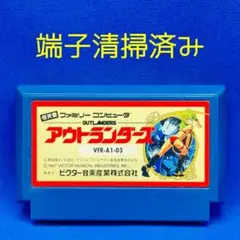 端子清掃済み
ファミリー コンピュータ
OUTLANDERS
アウトランダーズ
VFR-A1-03
ビクター音楽産業株式会社